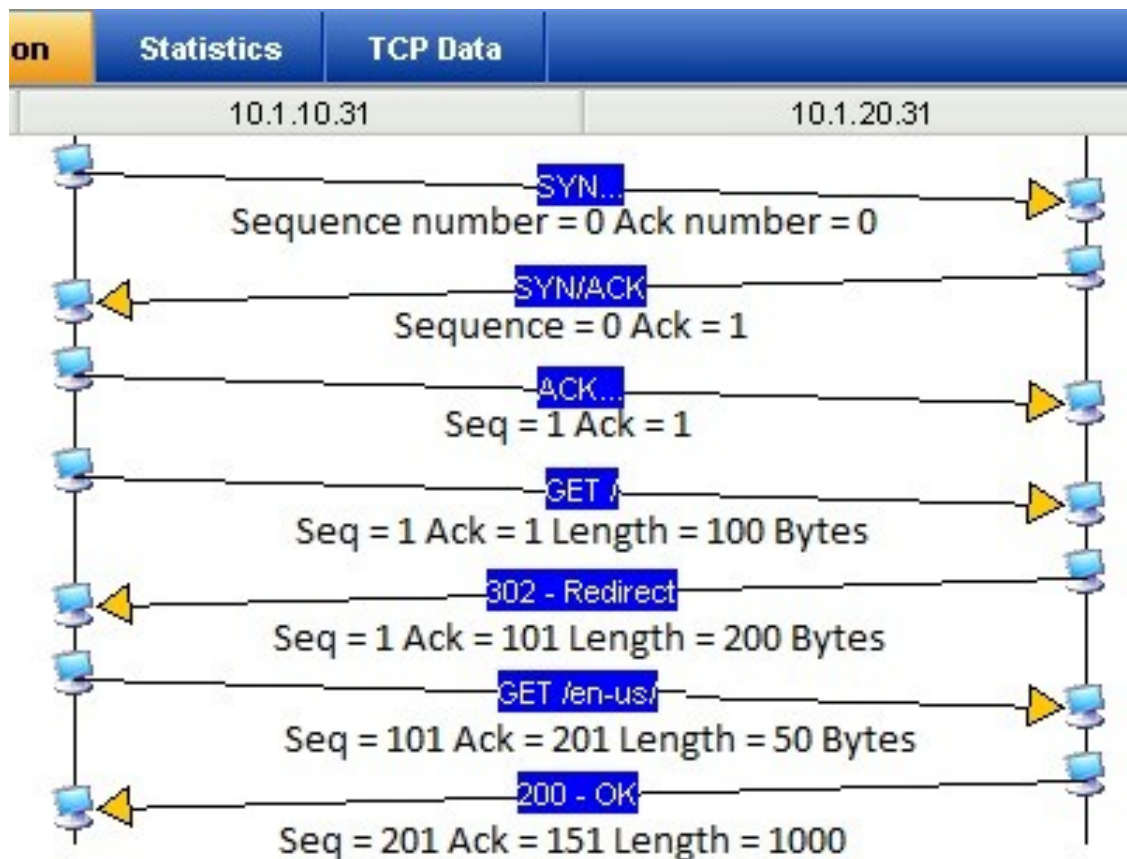 on Statistics TCP Data
10.1.10.31 10.1.20.31
SYN...
Sequence number = 0 Ack number = 0
SYN/ACK
Sequence = 0 Ack = 1
ACK...
Seq = 1 Ack = 1
GET /
Seq = 1 Ack = 1 Length = 100 Bytes
302 - Redirect
Seq = 1 Ack = 101 Length = 200 Bytes
GET /en-us/
Seq = 101 Ack = 201 Length = 50 Bytes
200 - OK
Seq = 201 Ack = 151 Length = 1000